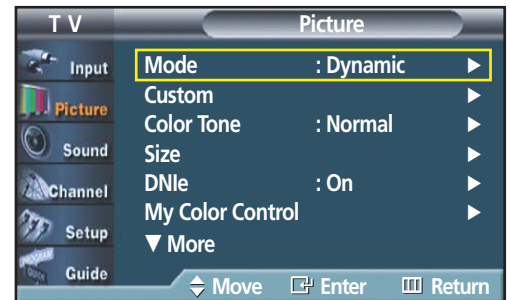 T V Picture
Input
Picture
Sound
Channel
Setup
Guide
Mode : Dynamic ►
Custom ►
Color Tone : Normal ►
Size ►
DNIe : On ►
My Color Control ►
▼ More
Move Enter Return